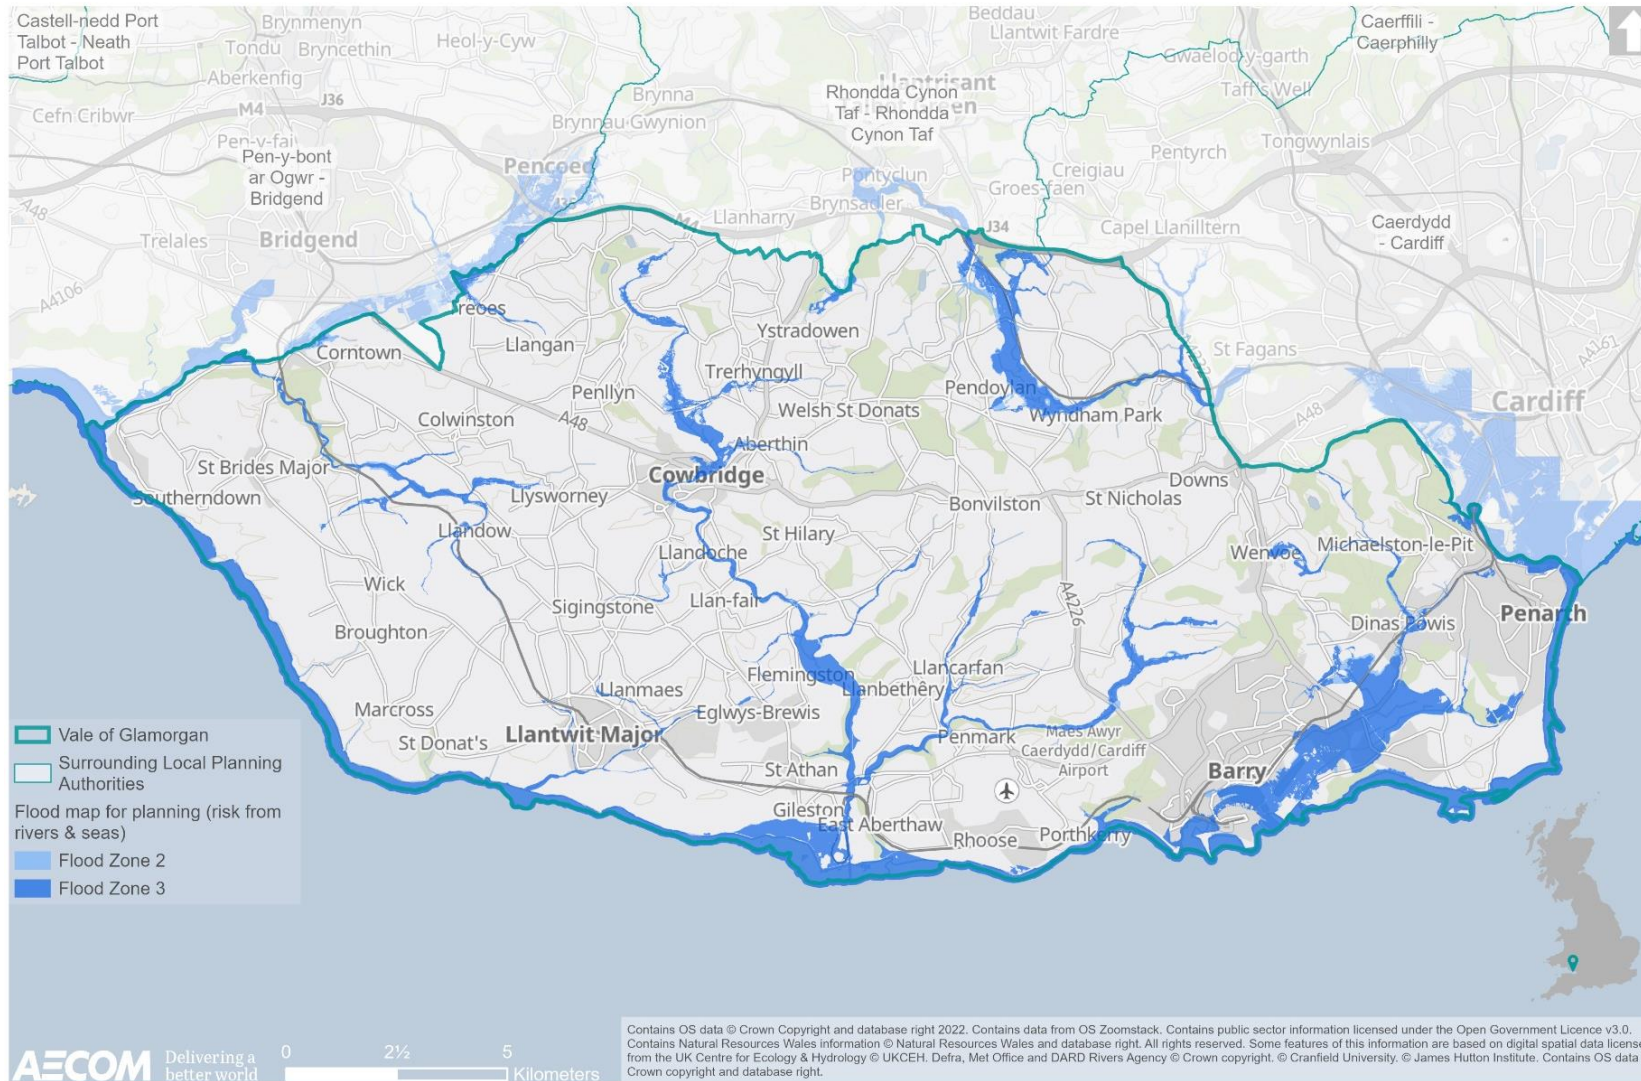 Castell-nedd Port
Talbot - Neath
Port Talbot
Brynmenyn
Tondu
Bryncethin
Heol-y-Cyw
Beddau
Llantwit Fardre
Caerffili -
Caerphilly
Aberkenfig
Gwaelod-y-garth
Taff's Well
M4
J36
Cefn Cribwr
Brynna
Rhondda Cynon
Taf - Rhondda
Cynon Taf
Brynnau Gwynion
Tongwynlais
Pen-y-fai
Pen-y-bont
ar Ogwr -
Bridgend
Pencoed
Pontyclun
Pentyrch
Creigiau
Groes-faen
A48
Llanharry
Brynsadler
M4
J34
Capel Llanilltern
Caerdydd
- Cardiff
Trelales
Bridgend
A4106
Llangan
Corntown
Ystradowen
St Fagans
Trerhyngyll
Penllyn
Pendoylan
A48
Cardiff
Colwinston
A48
Welsh St Donats
Wyndham Park
Aberthin
St Brides Major
Cowbridge
Downs
Southerndown
Llysworney
Bonvilston
St Nicholas
Llandow
St Hilary
Michaelston-le-Pit
Wenvoe
Llandoche
Wick
A4226
Sigingstone
Llan-fair
Penarth
Broughton
Dinas Powis
Flemingston
Llancarfan
Llanmaes
Llanbethêry
Marcross
Eglwys-Brewis
St Donat's
Llantwit Major
Penmark
Maes Awyr
Caerdydd/Cardiff
Airport
St Athan
Barry
Gileston
East Aberthaw
Rhoose
Porthkerry
Vale of Glamorgan
Surrounding Local Planning
Authorities
Flood map for planning (risk from
rivers & seas)
Flood Zone 2
Flood Zone 3
AECOM
Delivering a
better world
0
2½
5
Kilometers
Contains OS data © Crown Copyright and database right 2022. Contains data from OS Zoomstack. Contains public sector information licensed under the Open Government Licence v3.0.
Contains Natural Resources Wales information © Natural Resources Wales and database right. All rights reserved. Some features of this information are based on digital spatial data license
from the UK Centre for Ecology & Hydrology © UKCEH. Defra, Met Office and DARD Rivers Agency © Crown copyright. © Cranfield University. © James Hutton Institute. Contains OS data
Crown copyright and database right.